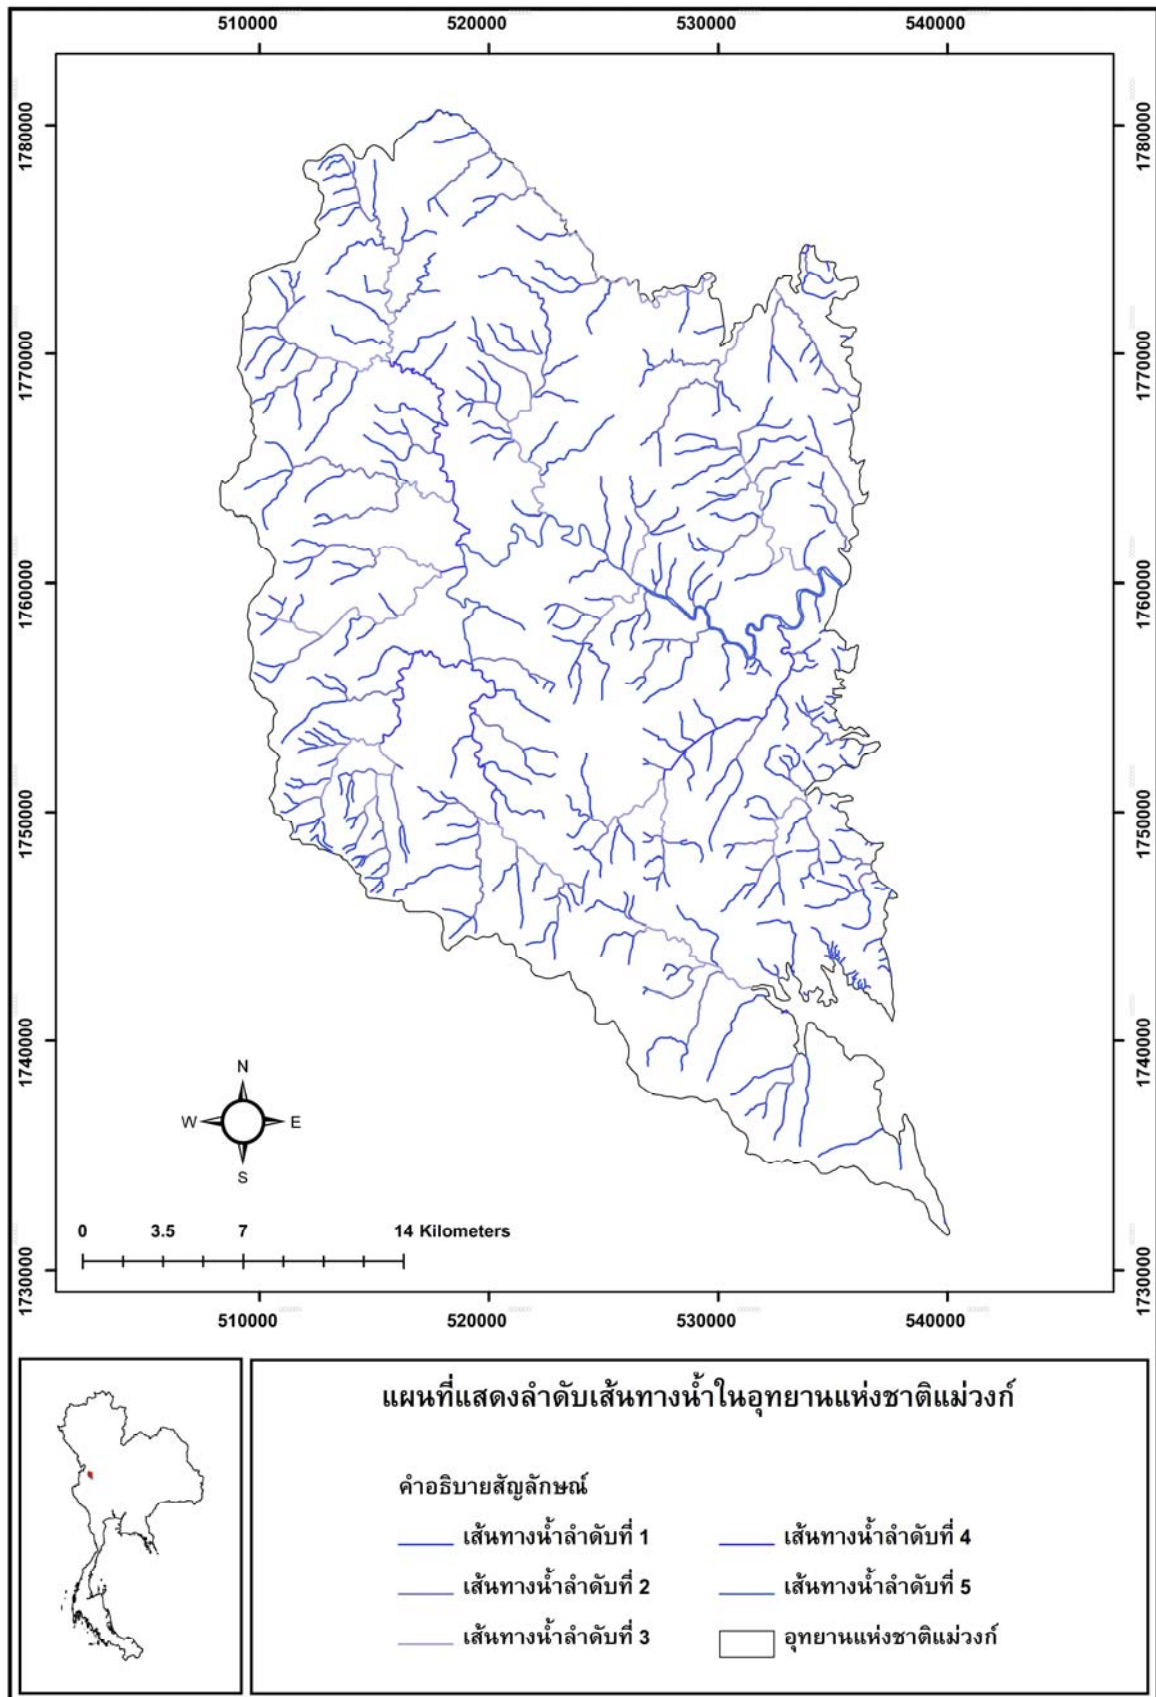 510000 520000 530000 540000
1780000 1780000
1770000 1770000
1760000 1760000
1750000 1750000
1740000 1740000
1730000 1730000
N
W E
S
0 3.5 7 14 Kilometers
510000 520000 530000 540000
แผนที่แสดงลำดับเส้นทางน้ำในอุทยานแห่งชาติแม่วงก์
คำอธิบายสัญลักษณ์
เส้นทางน้ำลำดับที่ 1 เส้นทางน้ำลำดับที่ 4
เส้นทางน้ำลำดับที่ 2 เส้นทางน้ำลำดับที่ 5
เส้นทางน้ำลำดับที่ 3 อุทยานแห่งชาติแม่วงก์